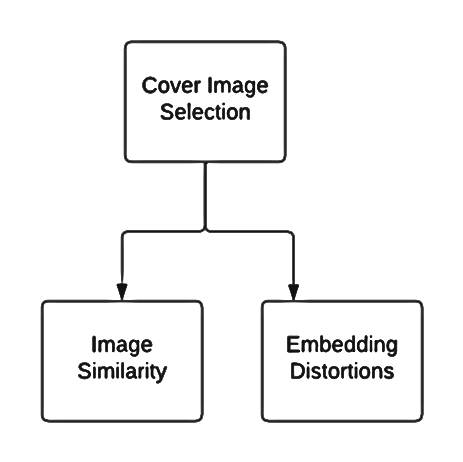 Cover Image
Selection
Image
Similarity
Embedding
Distortions